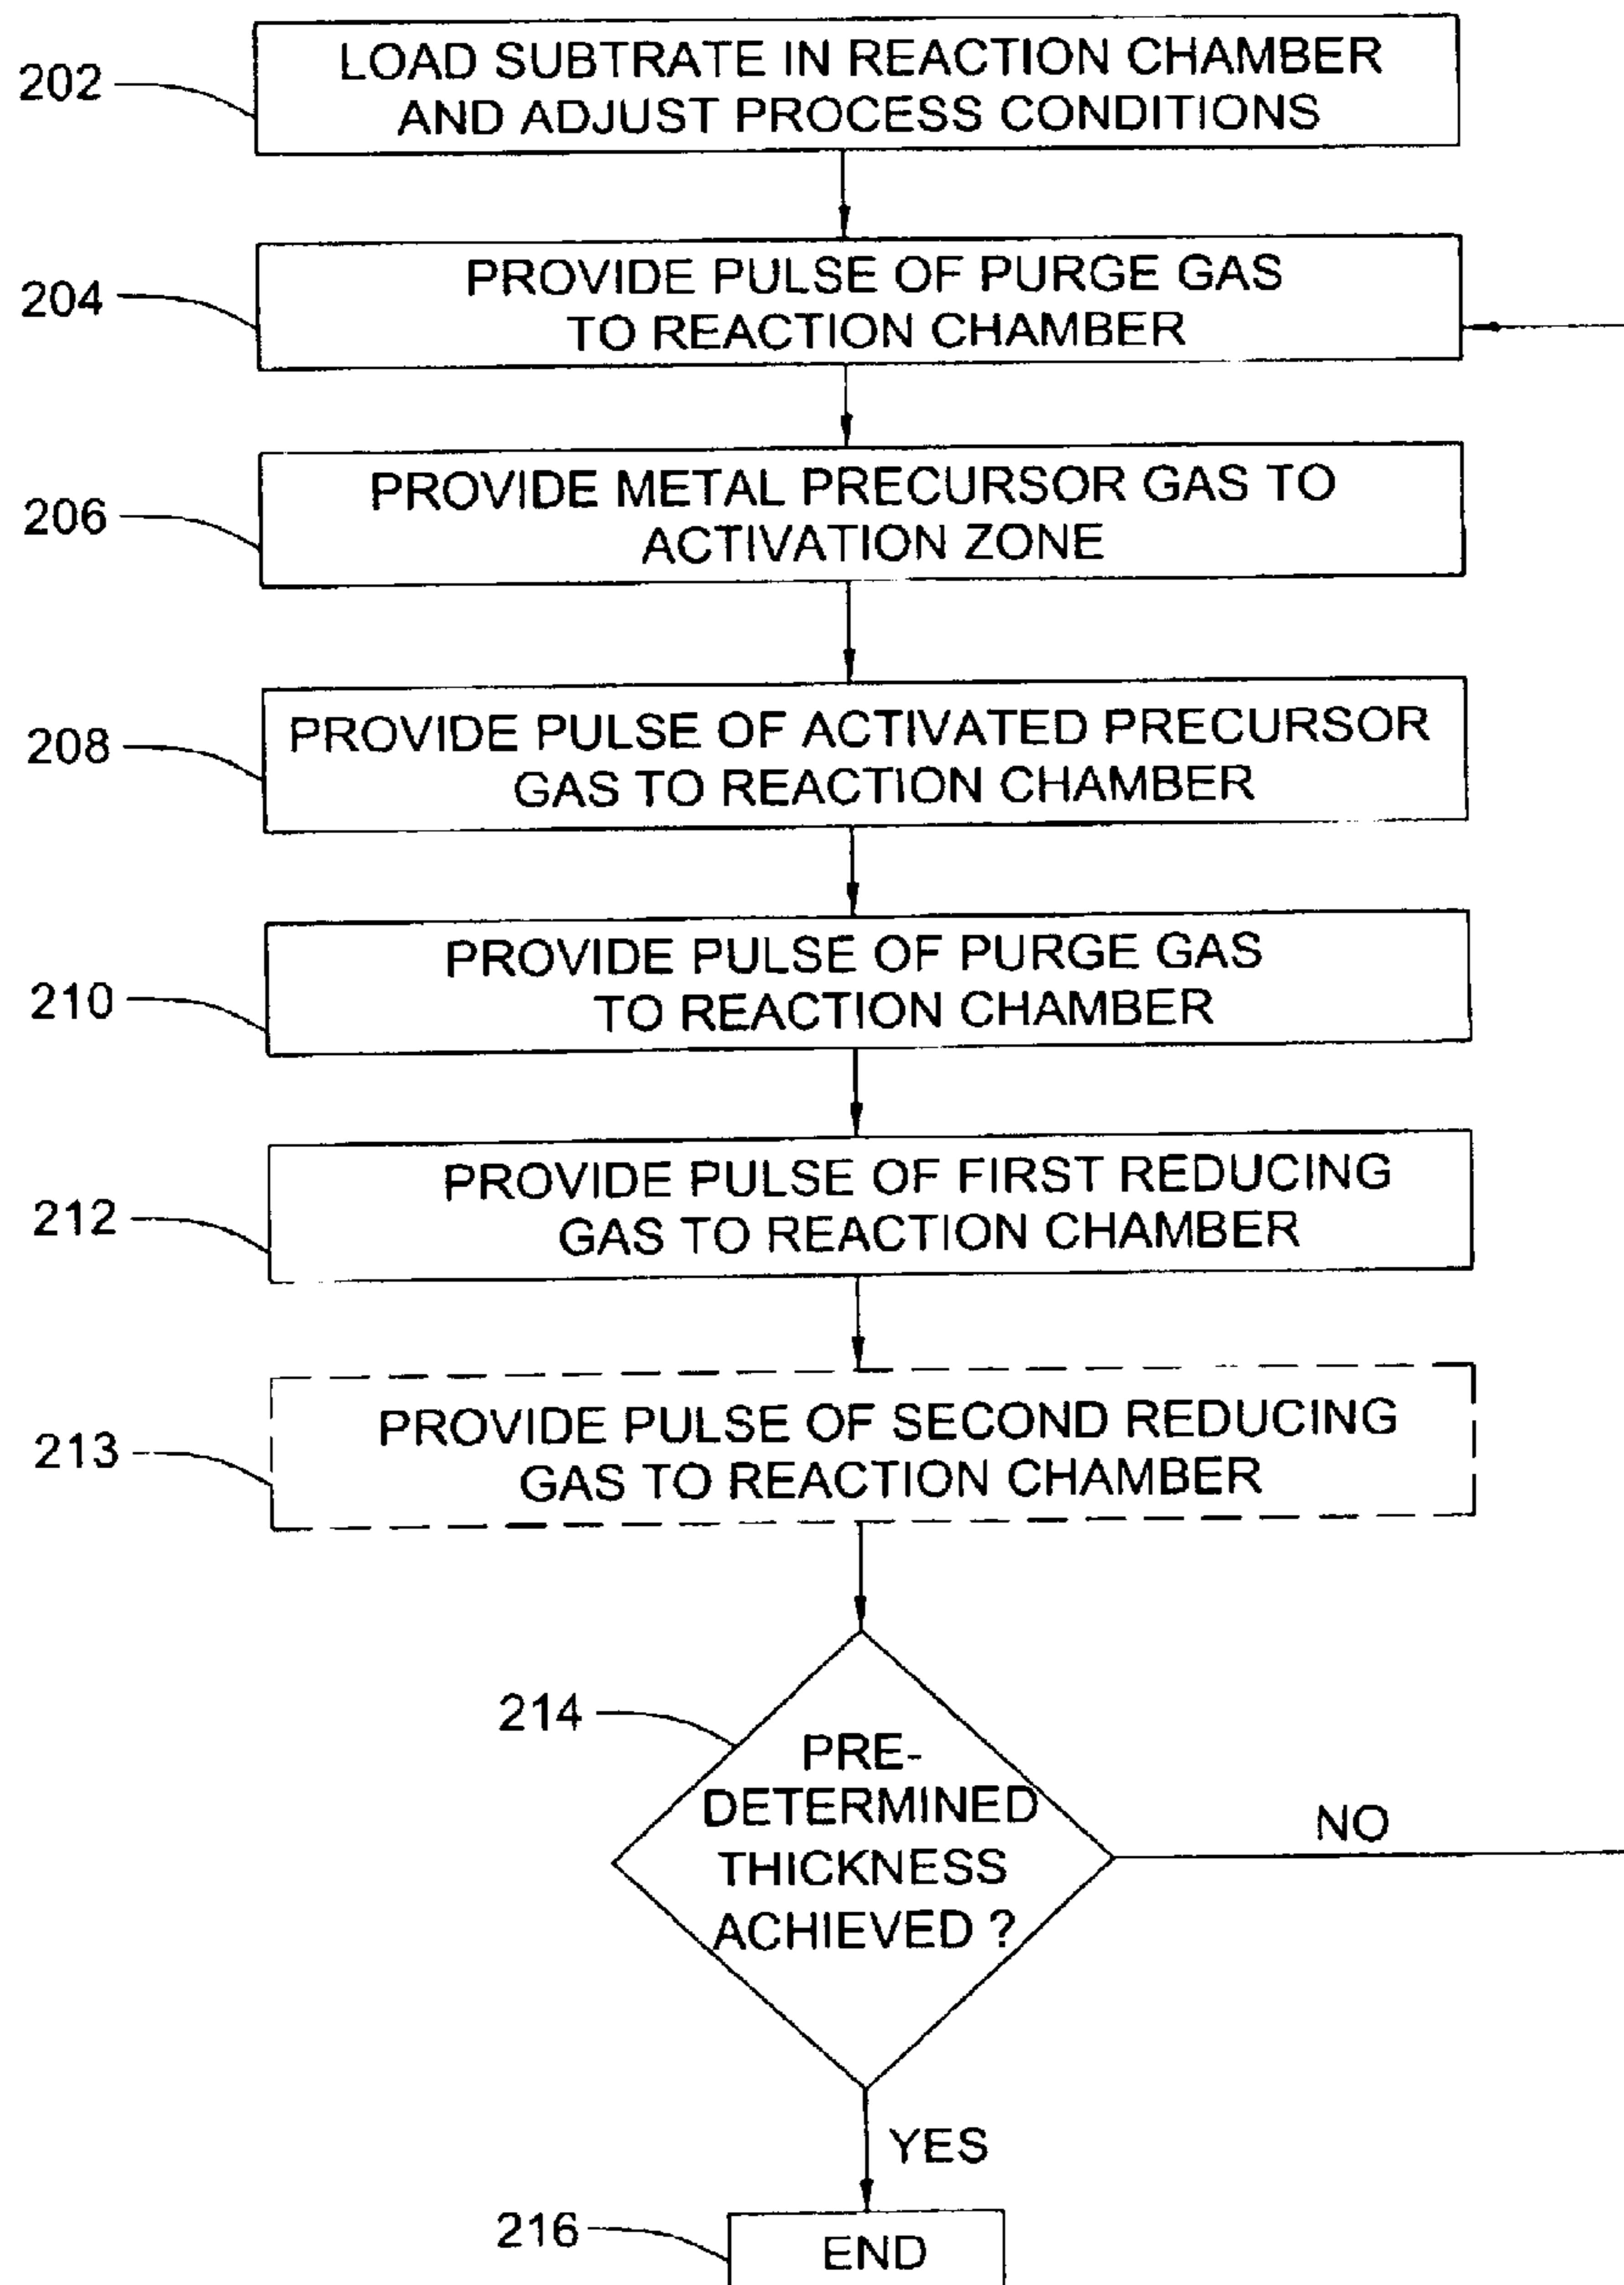 202
LOAD SUBTRATE IN REACTION CHAMBER
AND ADJUST PROCESS CONDITIONS
204
PROVIDE PULSE OF PURGE GAS
TO REACTION CHAMBER
206
PROVIDE METAL PRECURSOR GAS TO
ACTIVATION ZONE
208
PROVIDE PULSE OF ACTIVATED PRECURSOR
GAS TO REACTION CHAMBER
210
PROVIDE PULSE OF PURGE GAS
TO REACTION CHAMBER
212
PROVIDE PULSE OF FIRST REDUCING
GAS TO REACTION CHAMBER
213
PROVIDE PULSE OF SECOND REDUCING
GAS TO REACTION CHAMBER
214
PRE-
DETERMINED
THICKNESS
ACHIEVED ?
NO
YES
216
END